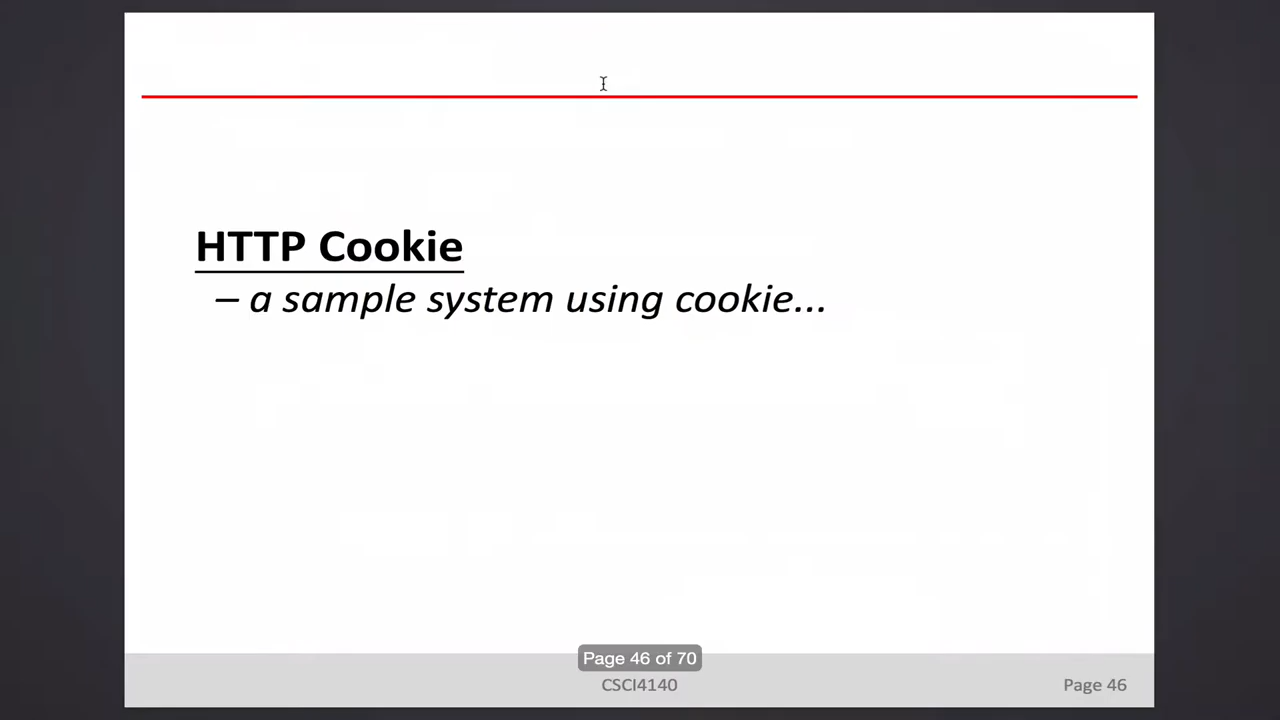 HTTP Cookie
– a sample system using cookie...
Page 46 of 70
CSCI4140
Page 46